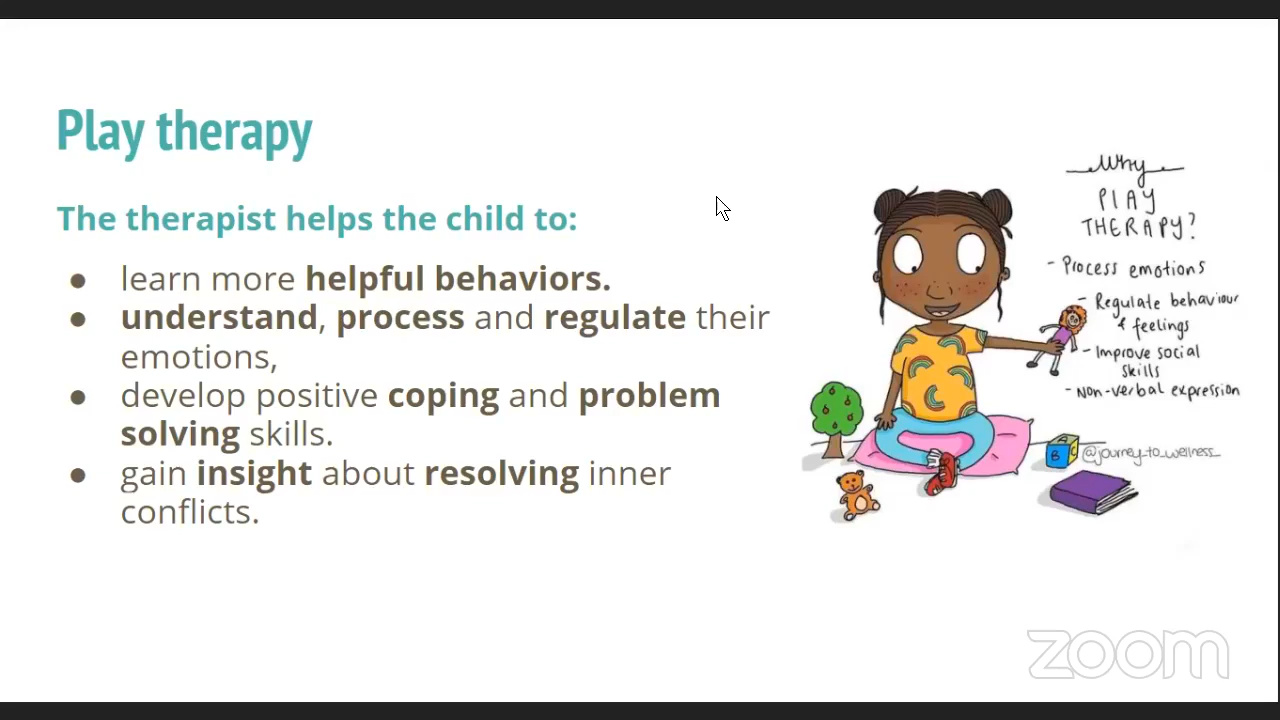 Play therapy
The therapist helps the child to:
● learn more helpful behaviors.
● understand, process and regulate their
emotions,
● develop positive coping and problem
solving skills.
● gain insight about resolving inner
conflicts.
Why
PLAY
THERAPY?
- Process emotions
- Regulate behaviour
& feelings
- Improve social
skills
- Non-verbal expression
A
B C
@journey_to_wellness_
zoom